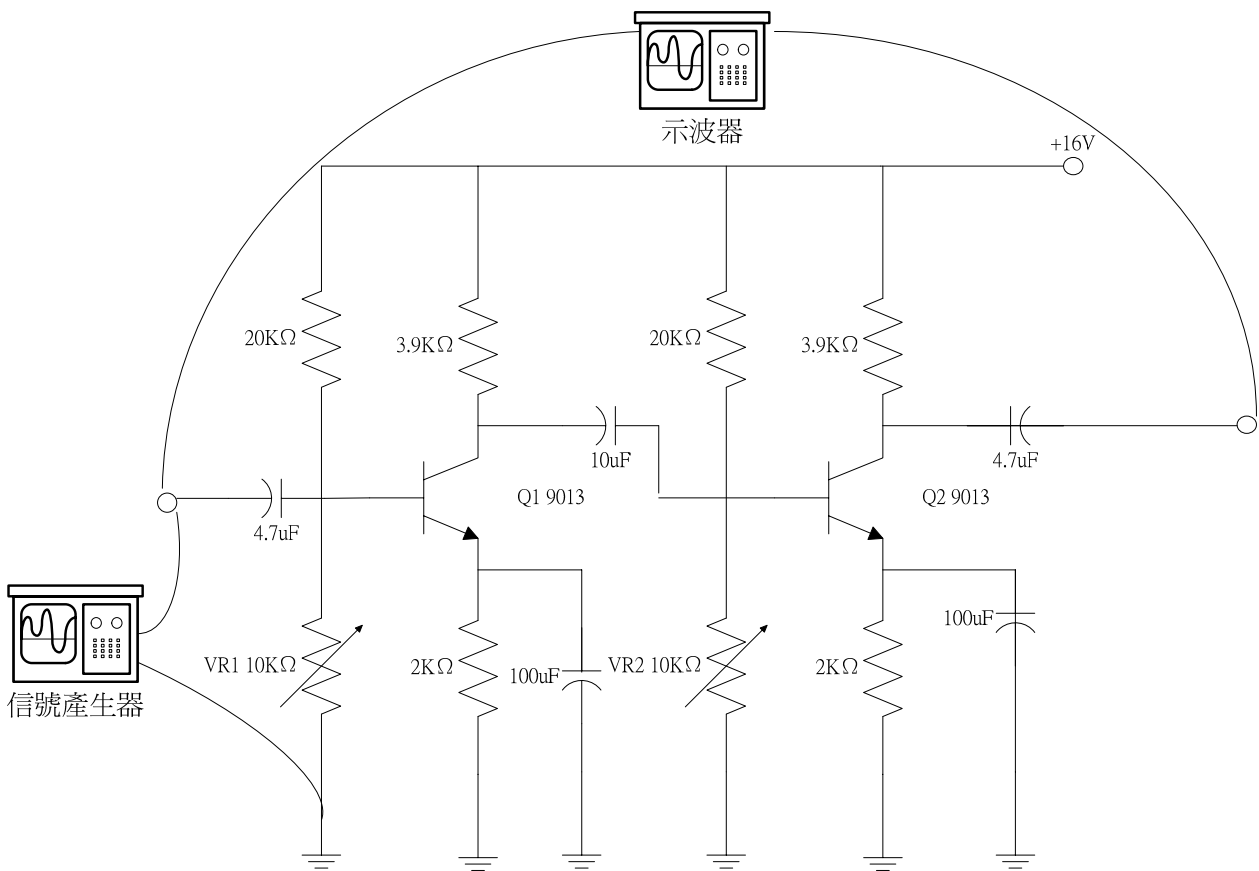 示波器
+16V
20KΩ
3.9KΩ
20KΩ
3.9KΩ
10uF
4.7uF
Q1 9013
Q2 9013
4.7uF
信號產生器
VR1 10KΩ
2KΩ
100uF
VR2 10KΩ
2KΩ
100uF